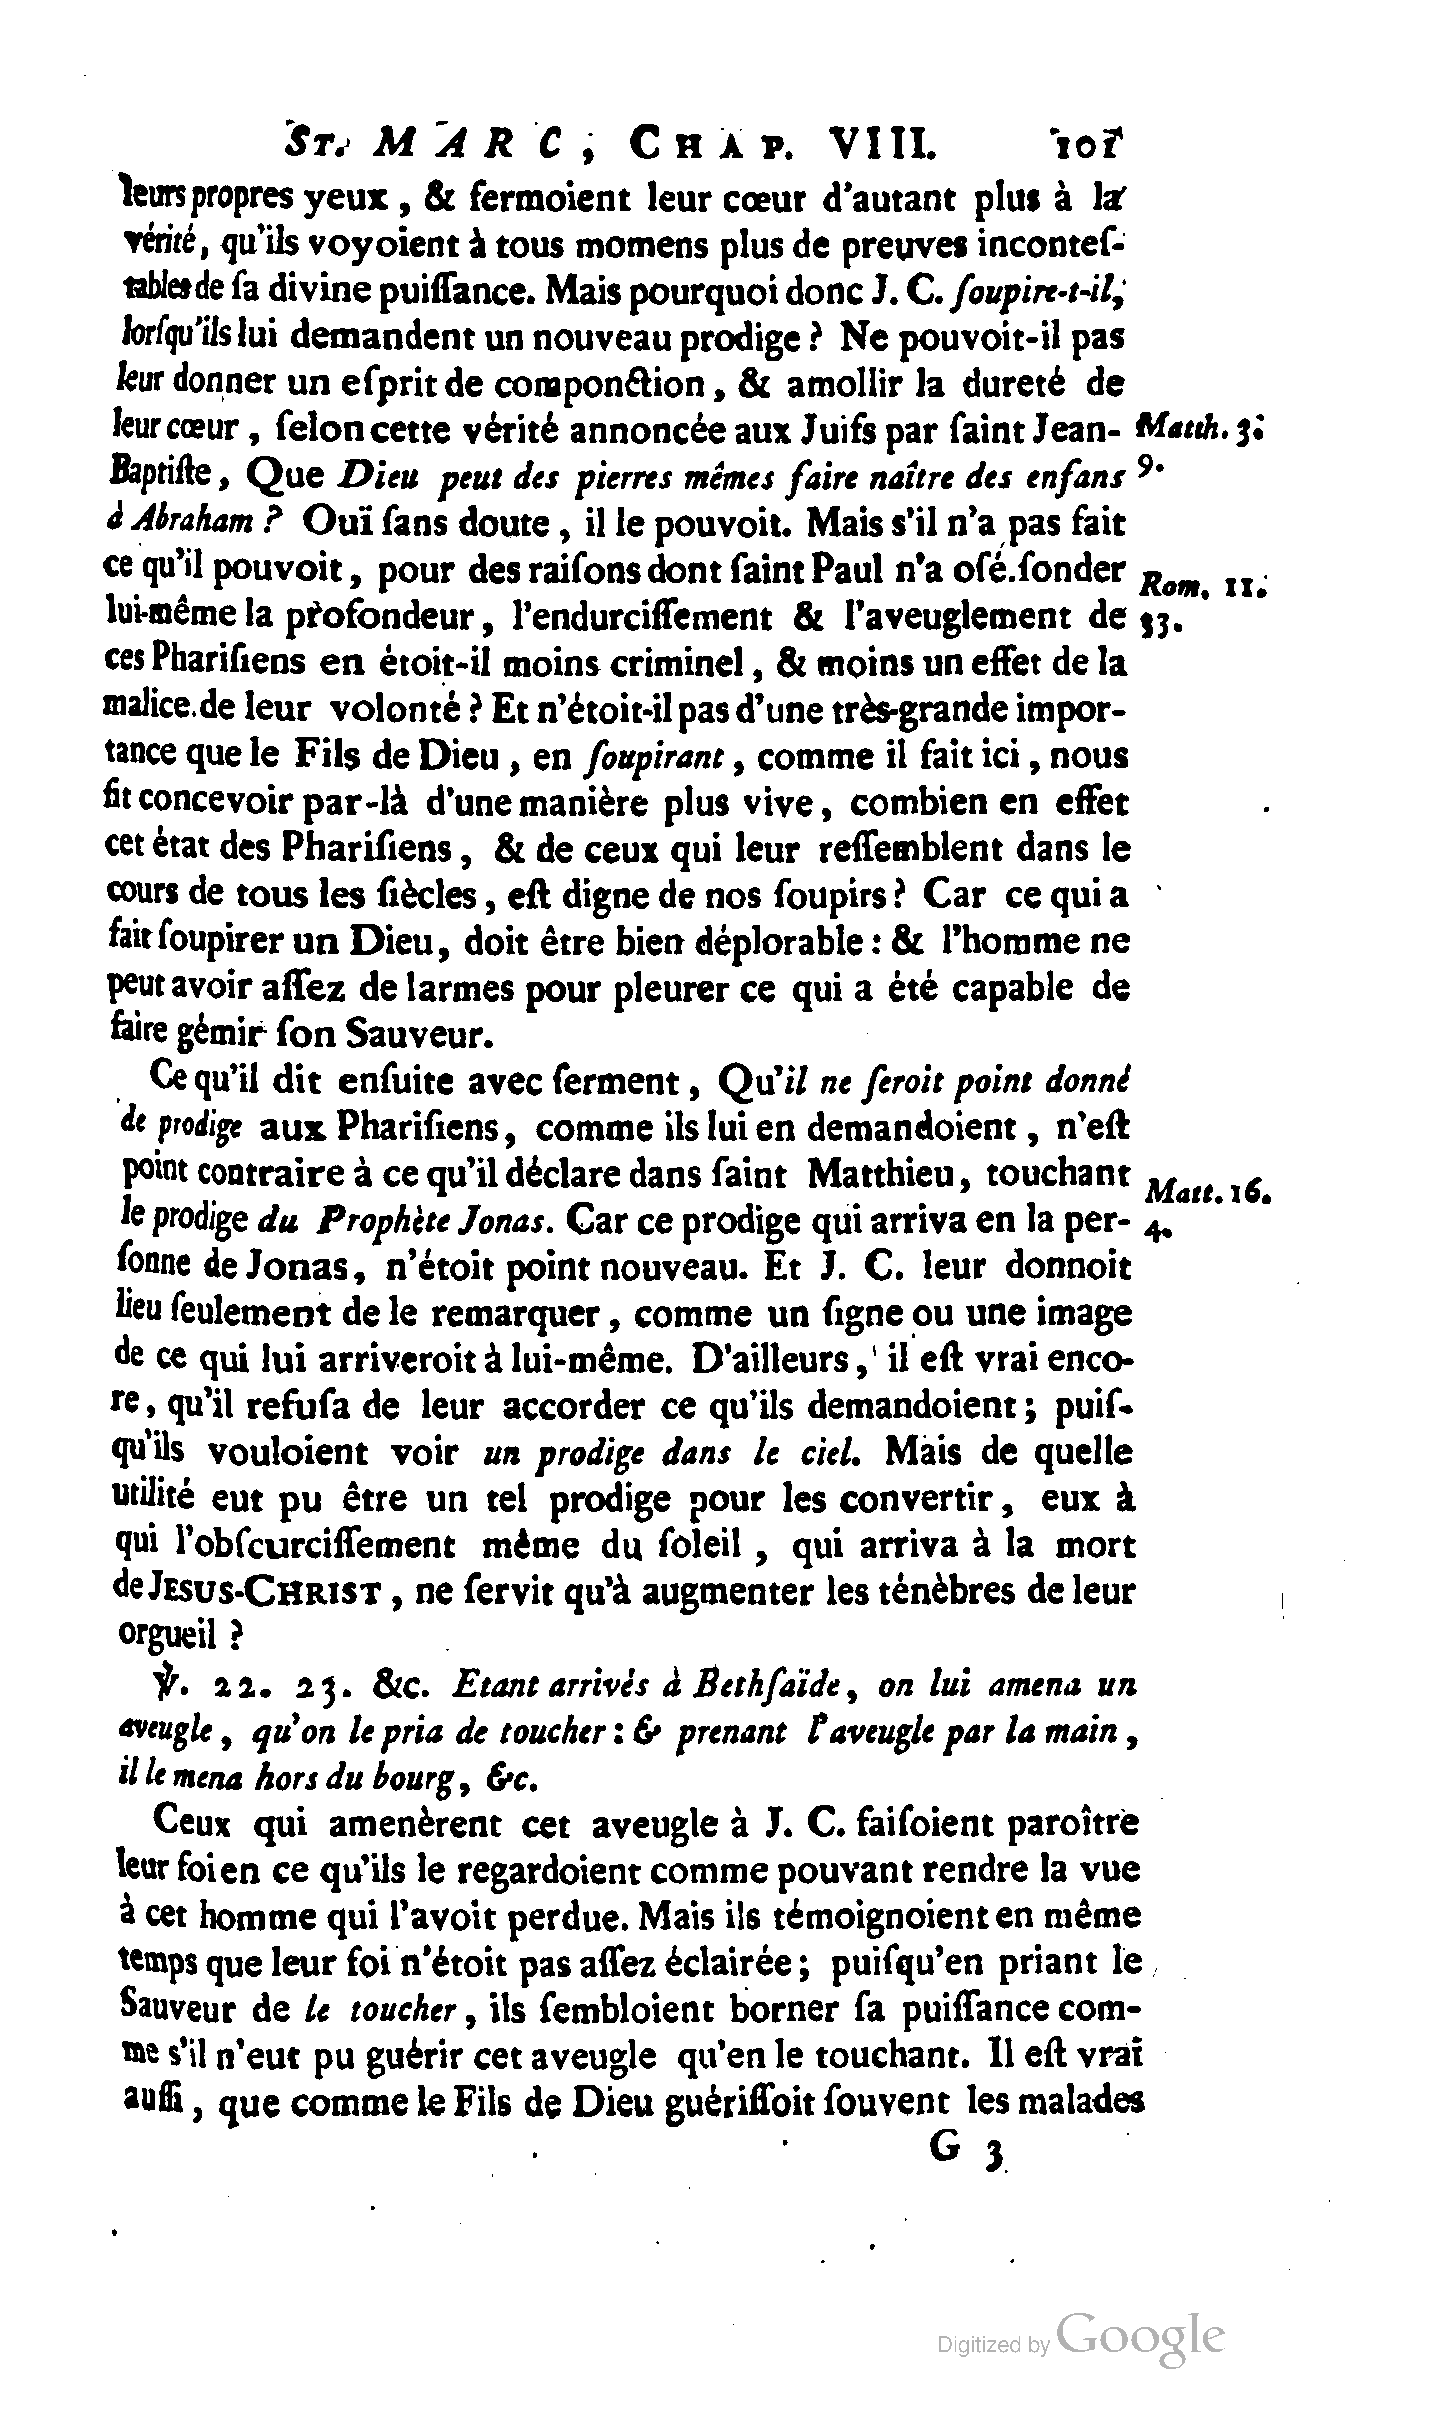 ST. MARC, CHAP. VIII. 101
leurs propres yeux, & fermoient leur cœur d'autant plus à la
vérité, qu'ils voyoient à tous momens plus de preuves inconteſ-
tables de ſa divine puiſſance. Mais pourquoi donc J. C. ſoupire-t-il,
lorſqu'ils lui demandent un nouveau prodige ? Ne pouvoit-il pas
leur donner un eſprit de componction, & amollir la dureté de
leur cœur, ſelon cette vérité annoncée aux Juifs par ſaint Jean- Matth. 3.
Baptiſte, Que Dieu peut des pierres mêmes faire naître des enfans 9.
à Abraham ? Ouï ſans doute, il le pouvoit. Mais s'il n'a pas fait
ce qu'il pouvoit, pour des raiſons dont ſaint Paul n'a oſé ſonder Rom. 11.
lui-même la profondeur, l'endurciſſement & l'aveuglement de 33.
ces Phariſiens en étoit-il moins criminel, & moins un effet de la
malice de leur volonté ? Et n'étoit-il pas d'une très-grande impor-
tance que le Fils de Dieu, en ſoupirant, comme il fait ici, nous
fit concevoir par-là d'une manière plus vive, combien en effet
cet état des Phariſiens, & de ceux qui leur reſſemblent dans le
cours de tous les ſiècles, eſt digne de nos ſoupirs ? Car ce qui a
fait ſoupirer un Dieu, doit être bien déplorable : & l'homme ne
peut avoir aſſez de larmes pour pleurer ce qui a été capable de
faire gémir ſon Sauveur.
Ce qu'il dit enſuite avec ſerment, Qu'il ne ſeroit point donné
de prodige aux Phariſiens, comme ils lui en demandoient, n'eſt
point contraire à ce qu'il déclare dans ſaint Matthieu, touchant Matt. 16.
le prodige du Prophète Jonas. Car ce prodige qui arriva en la per- 4.
ſonne de Jonas, n'étoit point nouveau. Et J. C. leur donnoit
lieu ſeulement de le remarquer, comme un ſigne ou une image
de ce qui lui arriveroit à lui-même. D'ailleurs, il eſt vrai enco-
re, qu'il refuſa de leur accorder ce qu'ils demandoient; puiſ-
qu'ils vouloient voir un prodige dans le ciel. Mais de quelle
utilité eut pu être un tel prodige pour les convertir, eux à
qui l'obſcurciſſement même du ſoleil, qui arriva à la mort
de JESUS-CHRIST, ne ſervit qu'à augmenter les ténèbres de leur
orgueil ?
℣. 22. 23. &c. Etant arrivés à Bethſaïde, on lui amena un
aveugle, qu'on le pria de toucher : & prenant l'aveugle par la main,
il le mena hors du bourg, &c.
Ceux qui amenèrent cet aveugle à J. C. faiſoient paroître
leur foi en ce qu'ils le regardoient comme pouvant rendre la vue
à cet homme qui l'avoit perdue. Mais ils témoignoient en même
temps que leur foi n'étoit pas aſſez éclairée; puiſqu'en priant le
Sauveur de le toucher, ils ſembloient borner ſa puiſſance com-
me s'il n'eut pu guérir cet aveugle qu'en le touchant. Il eſt vrai
auſſi, que comme le Fils de Dieu guériſſoit ſouvent les malades
G 3
Digitized by Google